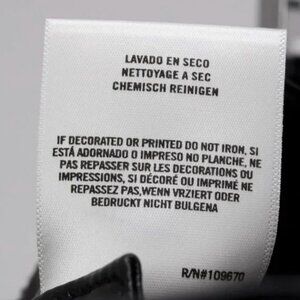 LAVADO EN SECO
NETTOYAGE A SEC
CHEMISCH REINIGEN
IF DECORATED OR PRINTED DO NOT IRON, SI
ESTÁ ADORNADO O IMPRESO NO PLANCHE, NE
PAS REPASSER SUR LES DECORATIONS OU
IMPRESSIONS, SI DÉCORÉ OU IMPRIMÉ NE
REPASSEZ PAS,WENN VRZIERT ODER
BEDRUCKT NICHT BULGENA
R/N#109670